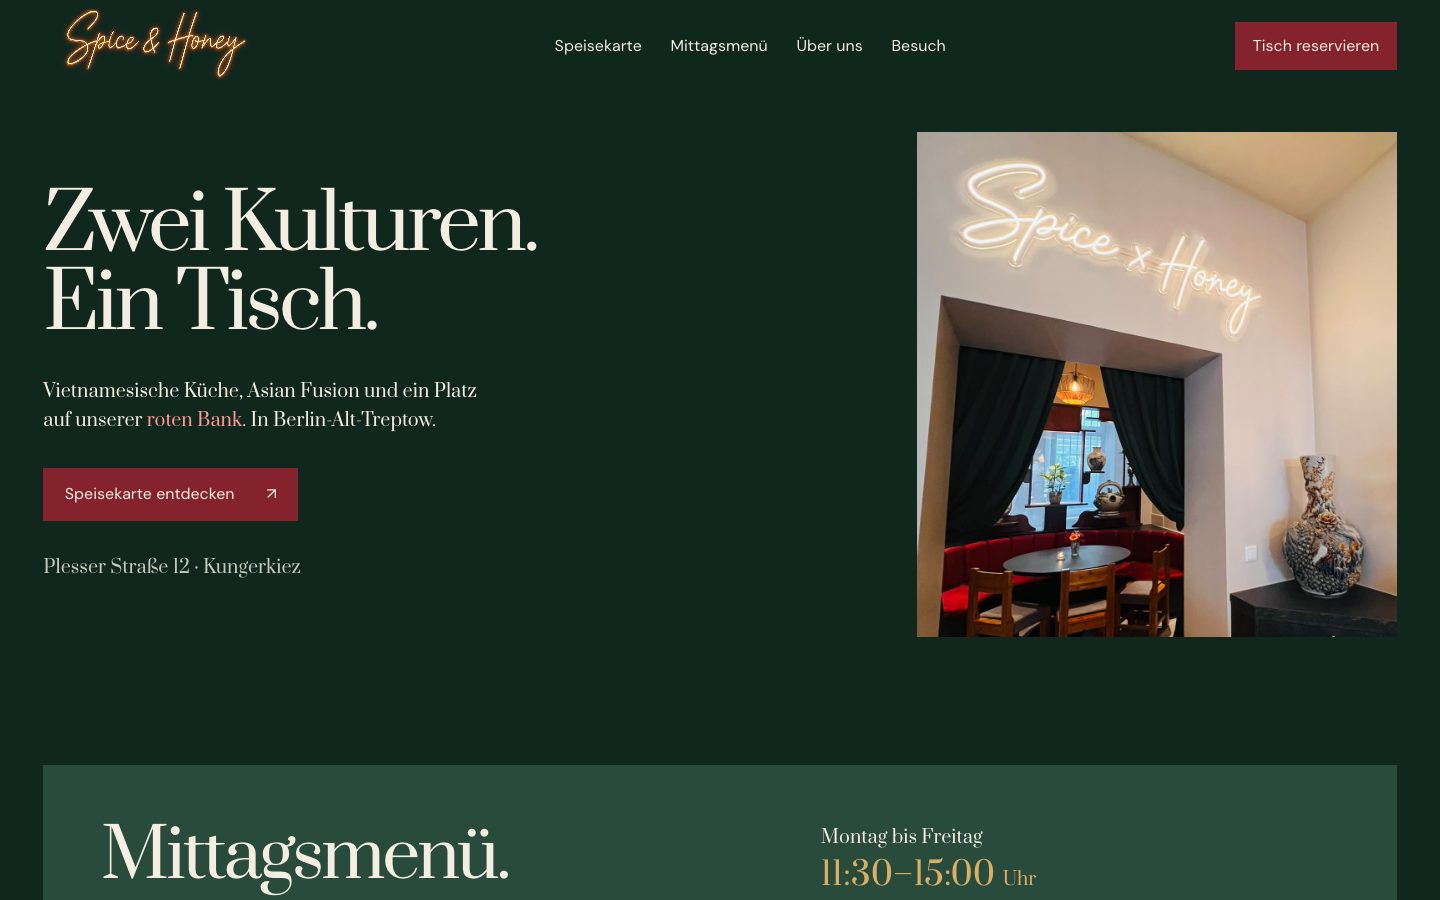 Spice & Honey
Speisekarte
Mittagsmenü
Über uns
Besuch
Tisch reservieren
Zwei Kulturen.
Ein Tisch.
Vietnamesische Küche, Asian Fusion und ein Platz
auf unserer roten Bank. In Berlin-Alt-Treptow.
Speisekarte entdecken
Plesser Straße 12 · Kungerkiez
Spice x Honey
Mittagsmenü.
Montag bis Freitag
11:30–15:00 Uhr